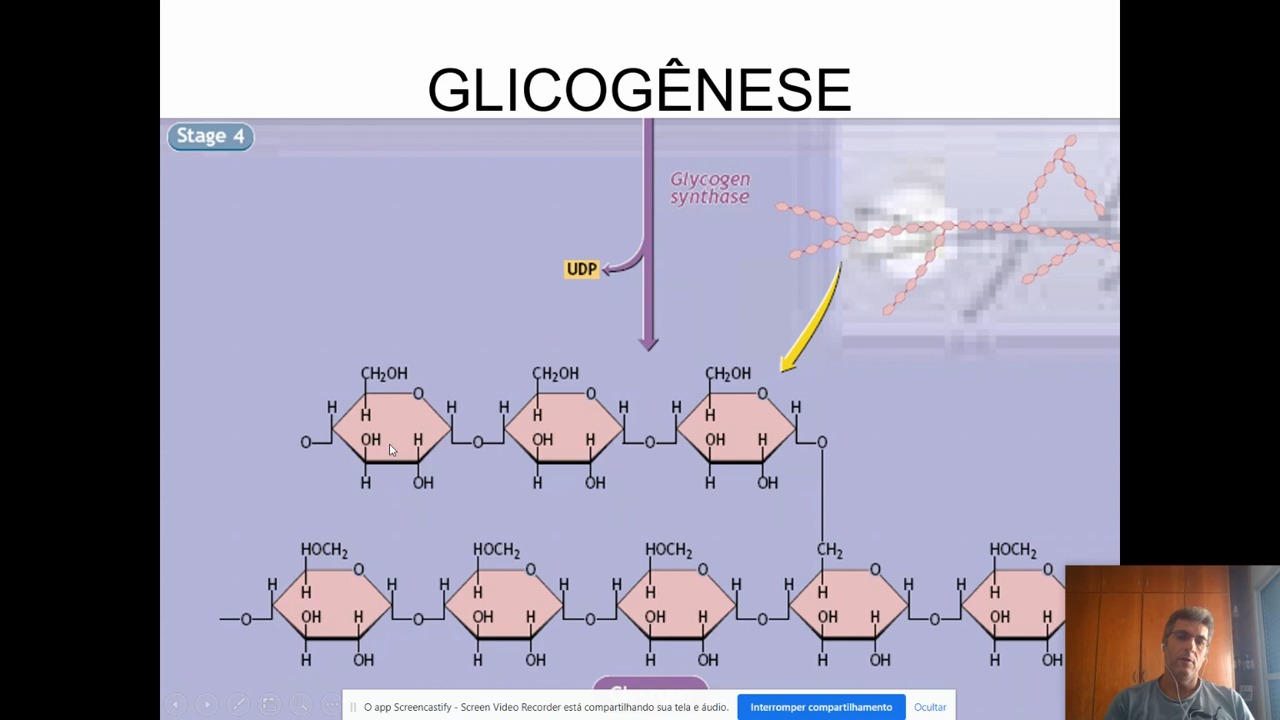 GLICOGÊNESE
Stage 4
Glycogen
synthase
UDP
CH₂OH CH₂OH CH₂OH
O O O
H H H H H H
H H H
O OH H O OH H O OH H O
H OH H OH H OH
HOCH₂ HOCH₂ HOCH₂ CH₂ HOCH₂
O O O O O
H H H H H H H H H
H H H H H
O OH H O OH H O OH H O OH H O OH H
H OH H OH H OH H OH H OH
O app Screencastify - Screen Video Recorder está compartilhando sua tela e áudio. Interromper compartilhamento Ocultar